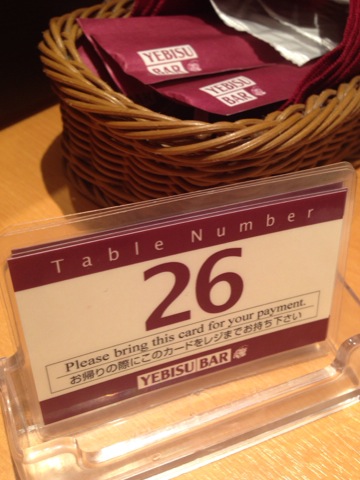 YEBISU
BAR
YEBISU
BAR
Table Number
26
Please bring this card for your payment.
お帰りの際にこのカードをレジまでお持ち下さい
YEBISU BAR